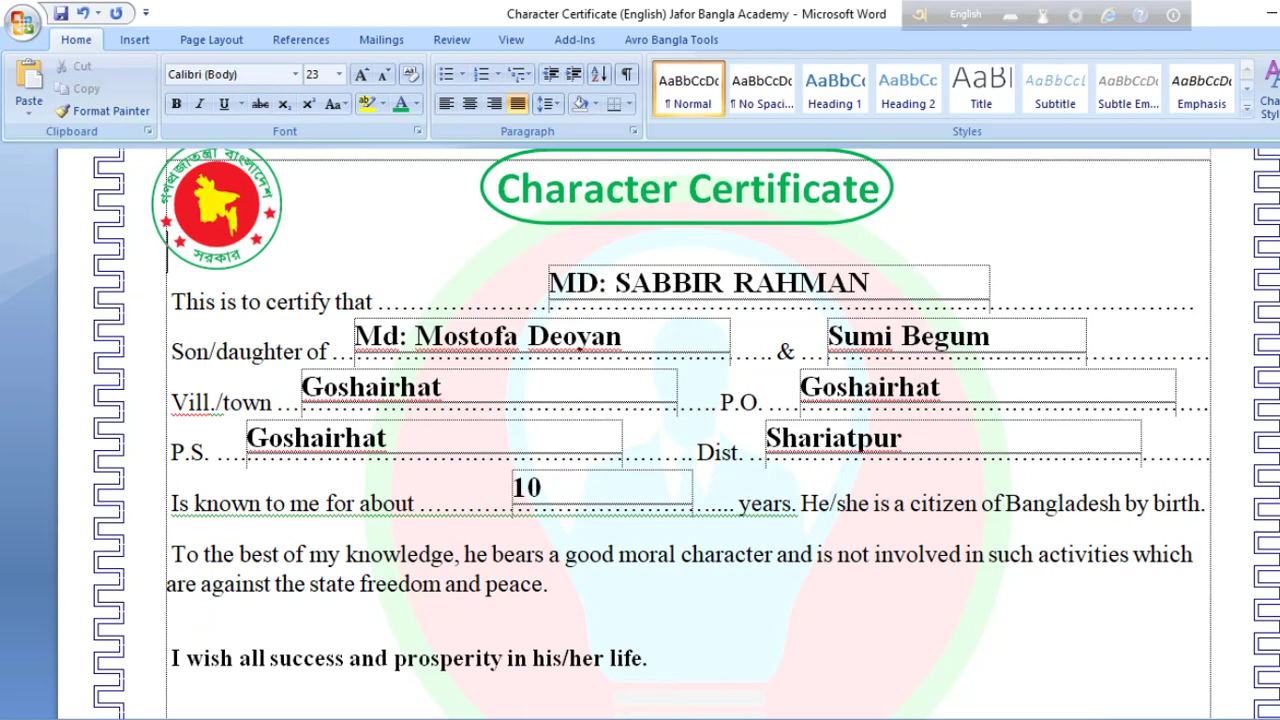 Character Certificate (English) Jafor Bangla Academy - Microsoft Word
English
Home Insert Page Layout References Mailings Review View Add-Ins Avro Bangla Tools
Paste
Cut
Copy
Format Painter
Calibri (Body) 23
AaBbCcDc AaBbCcDc AaBbCc AaBbCc AaBbCcL AaBbCcDc AaBbCcDc
¶ Normal ¶ No Spaci... Heading 1 Heading 2 Title Subtitle Subtle Em... Emphasis
Clipboard Font Paragraph Styles
গণপ্রজাতন্ত্রী বাংলাদেশ
সরকার
Character Certificate
This is to certify that ………………… MD: SABBIR RAHMAN …………………
Son/daughter of … Md: Mostofa Deoyan …... & … Sumi Begum …………
Vill./town … Goshairhat ….. P.O. … Goshairhat …
P.S. …. Goshairhat ……… Dist. … Shariatpur ………
Is known to me for about ………… 10 ….... years. He/she is a citizen of Bangladesh by birth.
To the best of my knowledge, he bears a good moral character and is not involved in such activities which
are against the state freedom and peace.
I wish all success and prosperity in his/her life.